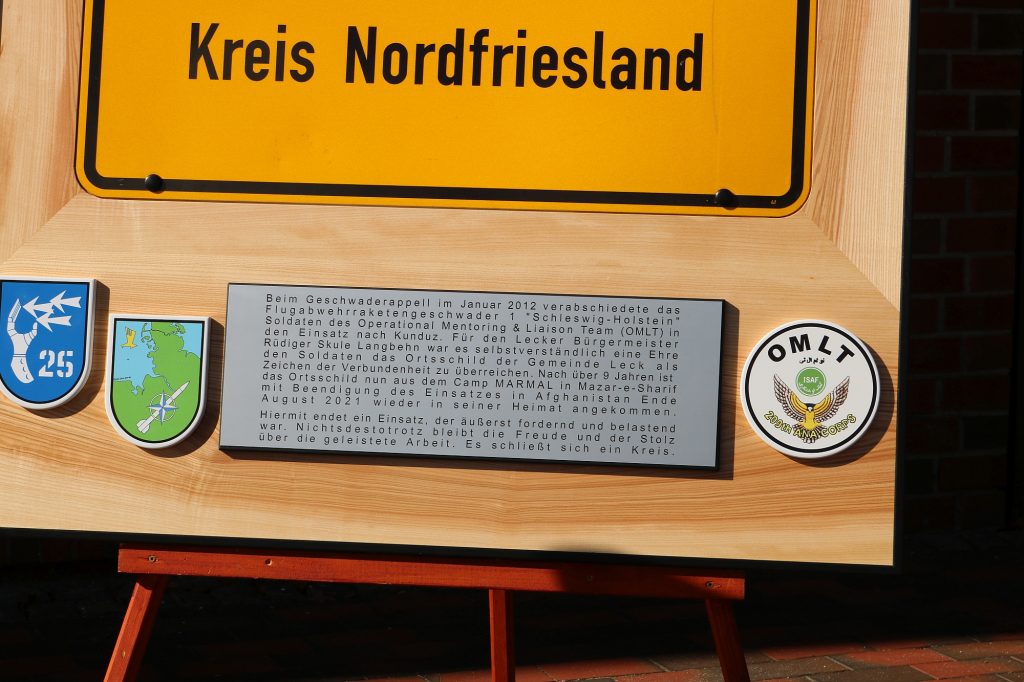 Kreis Nordfriesland
Beim Geschwaderappell im Januar 2012 verabschiedete das
Flugabwehrraketengeschwader 1 "Schleswig-Holstein"
Soldaten des Operational Mentoring & Liaison Team (OMLT) in
den Einsatz nach Kunduz. Für den Lecker Bürgermeister
Rüdiger Skule Langbehn war es selbstverständlich eine Ehre
den Soldaten das Ortsschild der Gemeinde Leck als
Zeichen der Verbundenheit zu überreichen. Nach über 9 Jahren ist
das Ortsschild nun aus dem Camp MARMAL in Mazar-e-Sharif
mit Beendigung des Einsatzes in Afghanistan Ende
August 2021 wieder in seiner Heimat angekommen.
Hiermit endet ein Einsatz, der äußerst fordernd und belastend
war. Nichtsdestotrotz bleibt die Freude und der Stolz
über die geleistete Arbeit. Es schließt sich ein Kreis.
25
OMLT
ISAF
209th ANA CORPS